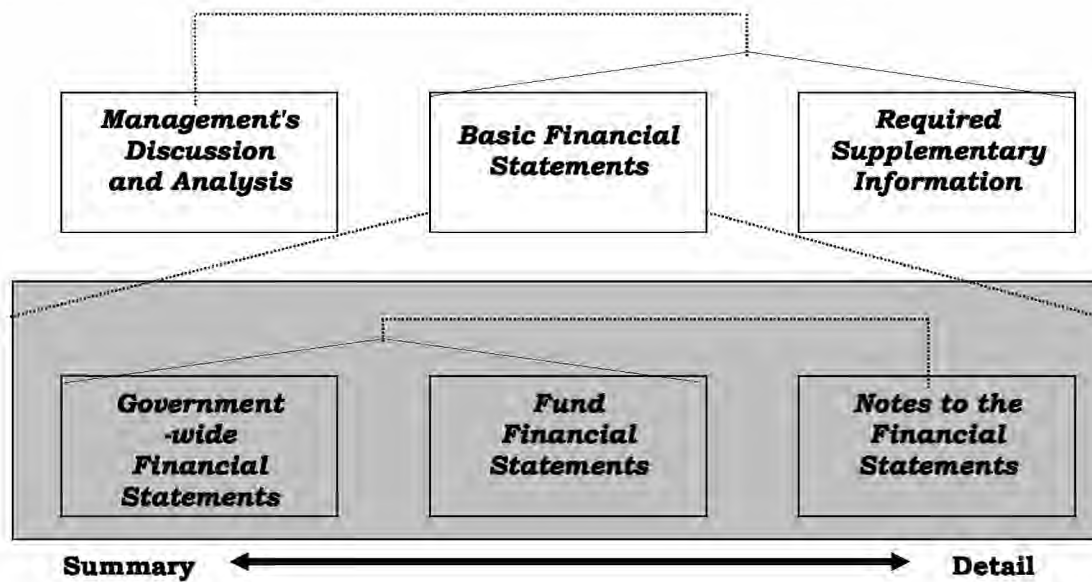 Management's
Discussion
and Analysis
Basic Financial
Statements
Required
Supplementary
Information
Government
-wide
Financial
Statements
Fund
Financial
Statements
Notes to the
Financial
Statements
Summary
Detail